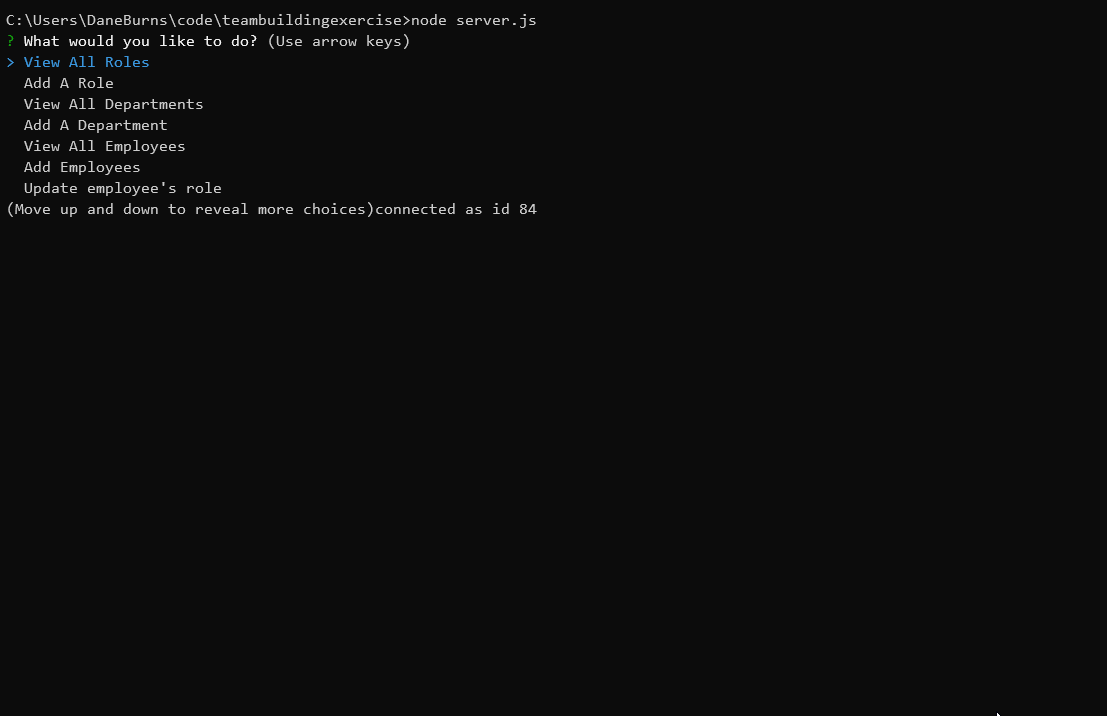 C:\Users\DaneBurns\code\teambuildingexercise>node server.js
? What would you like to do? (Use arrow keys)
> View All Roles
  Add A Role
  View All Departments
  Add A Department
  View All Employees
  Add Employees
  Update employee's role
(Move up and down to reveal more choices)connected as id 84